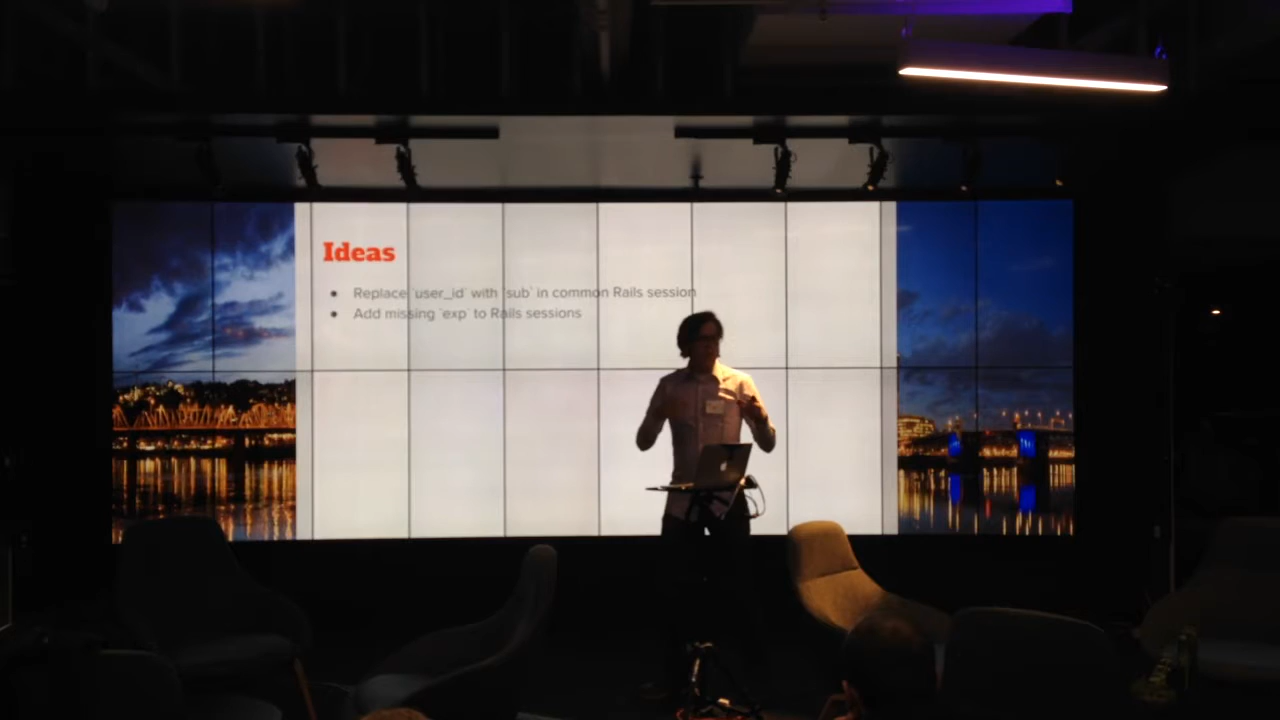 Ideas
Replace `user_id` with `sub` in common Rails session
Add missing `exp` to Rails sessions